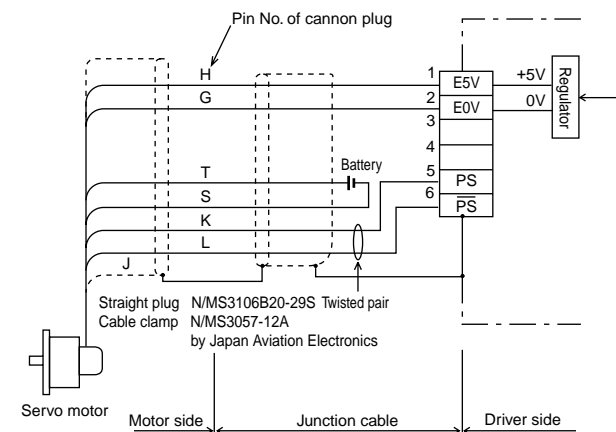 Pin No. of cannon plug
H
G
T
S
K
L
J
Battery
1
2
3
4
5
6
E5V
E0V
PS
P̅S̅
+5V
0V
Regulator
Straight plug N/MS3106B20-29S Twisted pair
Cable clamp N/MS3057-12A
by Japan Aviation Electronics
Servo motor
Motor side
Junction cable
Driver side